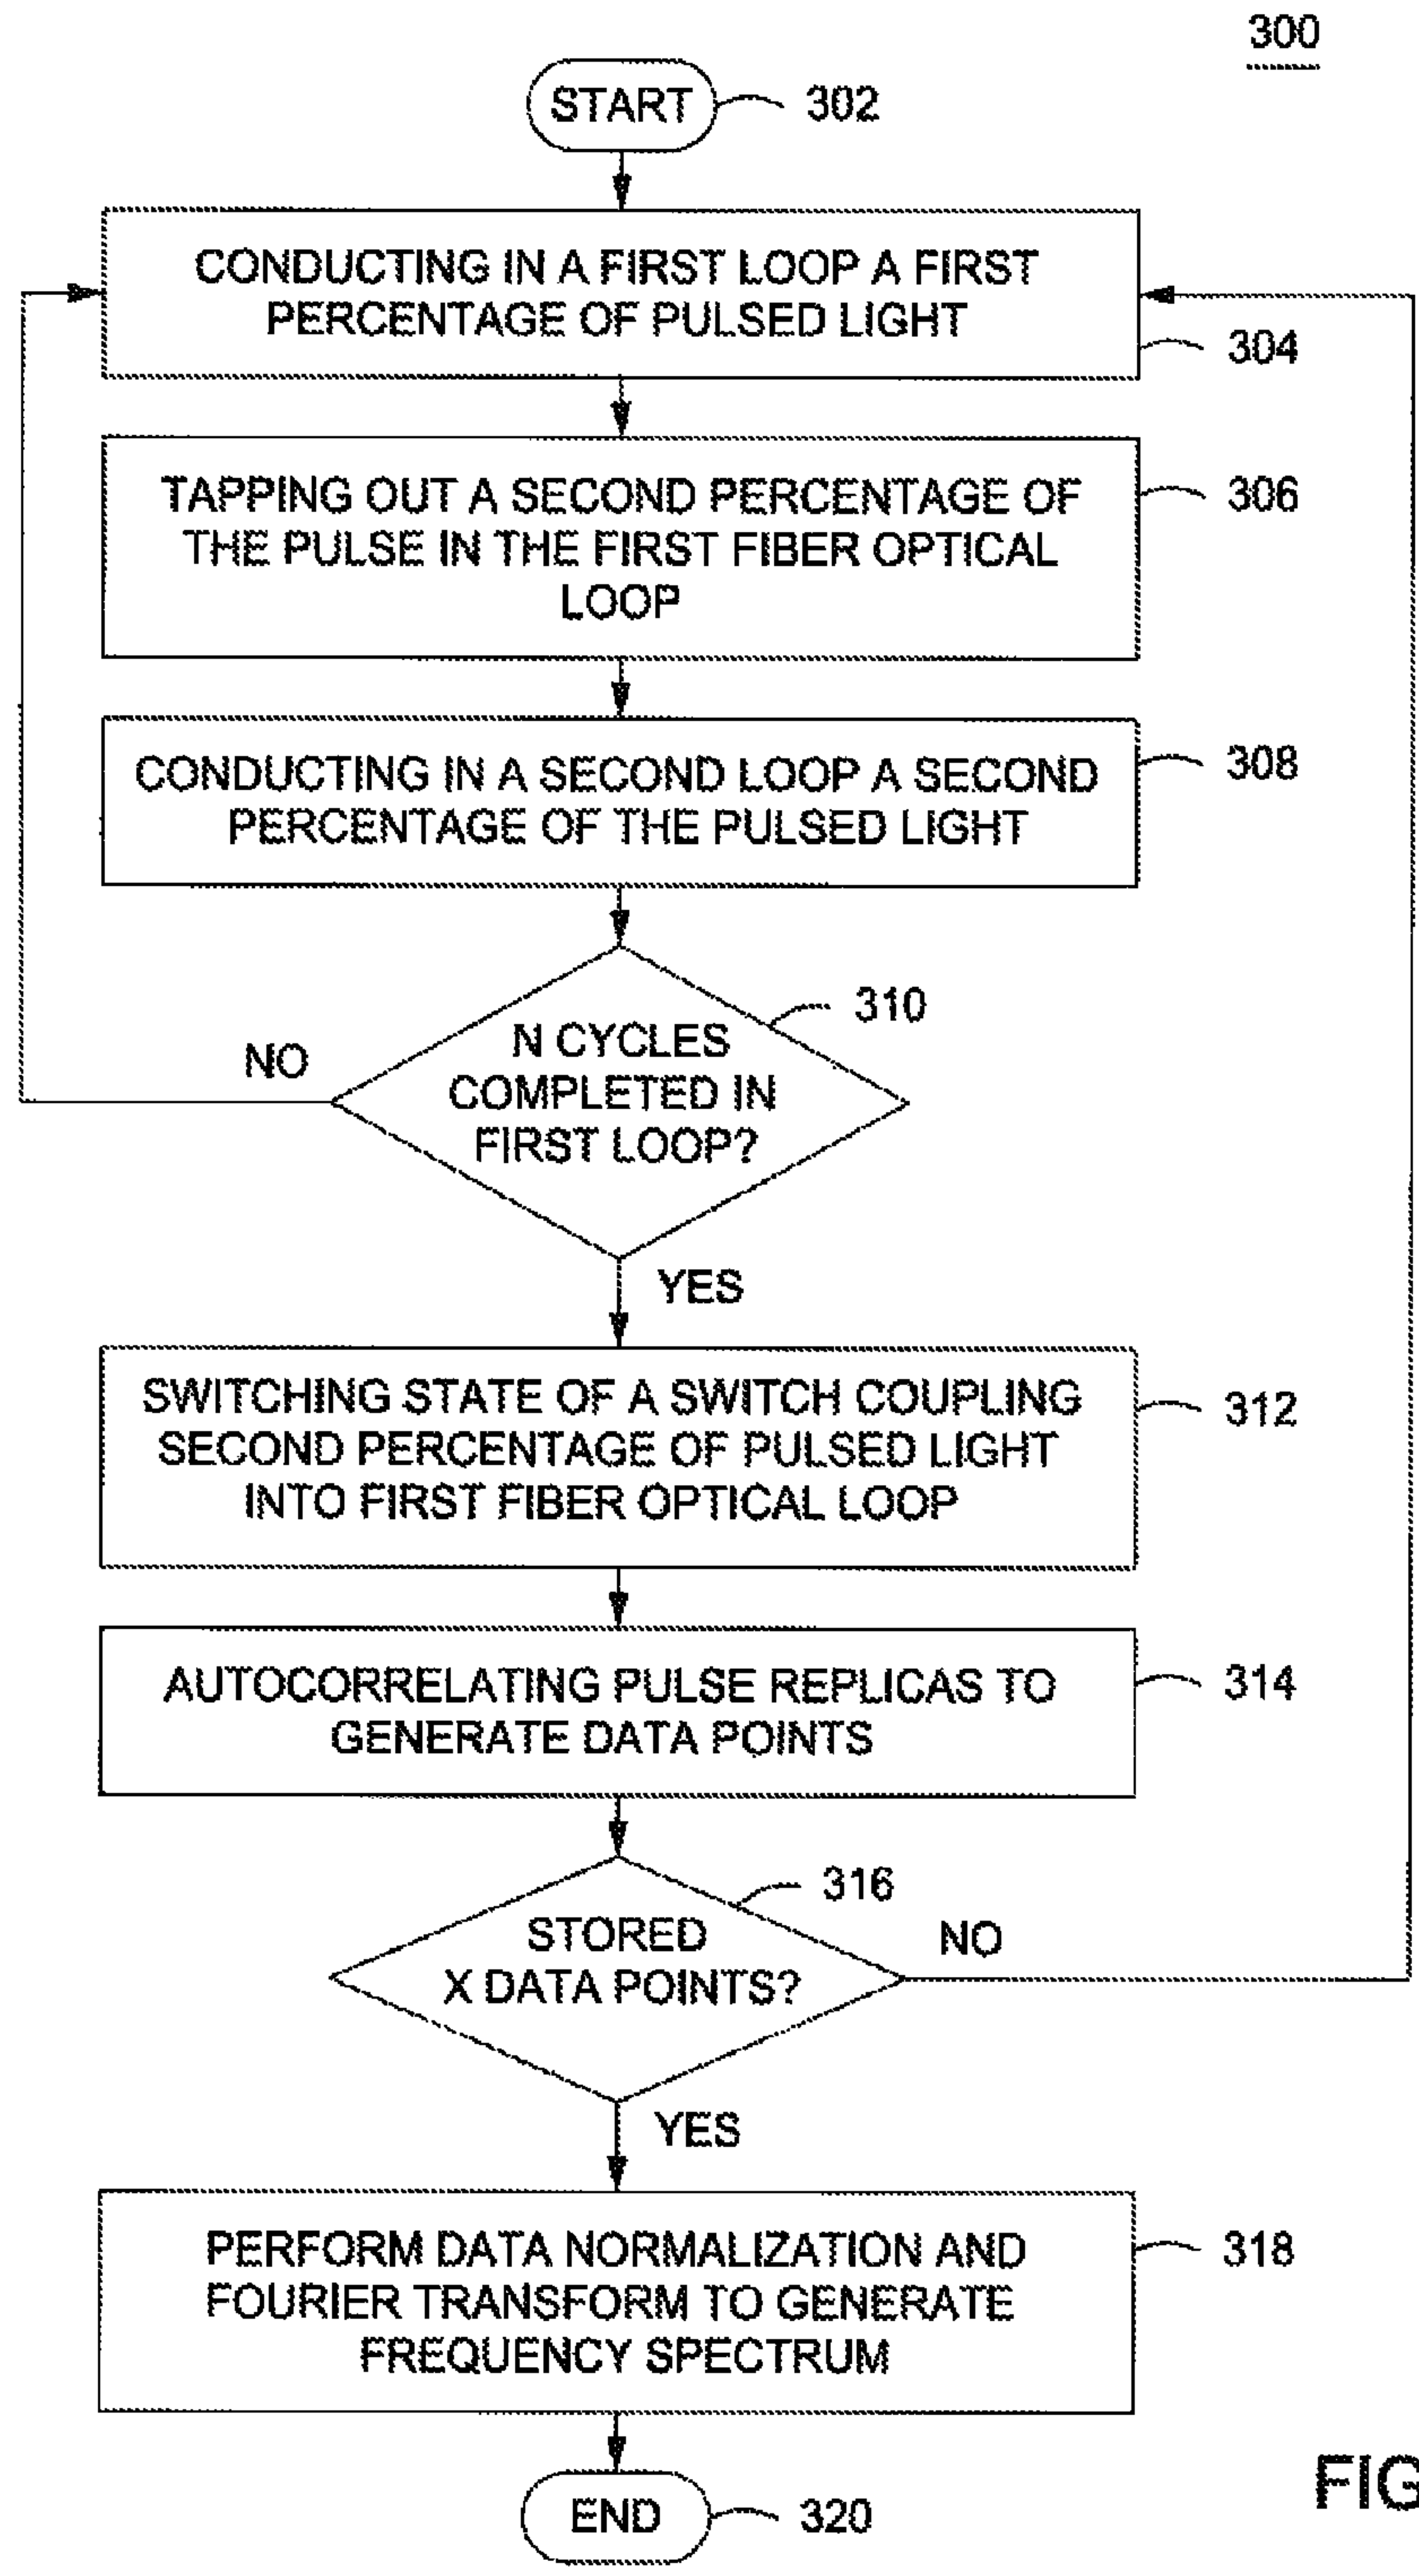 300
START
302
CONDUCTING IN A FIRST LOOP A FIRST
PERCENTAGE OF PULSED LIGHT
304
TAPPING OUT A SECOND PERCENTAGE OF
THE PULSE IN THE FIRST FIBER OPTICAL
LOOP
306
CONDUCTING IN A SECOND LOOP A SECOND
PERCENTAGE OF THE PULSED LIGHT
308
310
N CYCLES
COMPLETED IN
FIRST LOOP?
NO
YES
SWITCHING STATE OF A SWITCH COUPLING
SECOND PERCENTAGE OF PULSED LIGHT
INTO FIRST FIBER OPTICAL LOOP
312
AUTOCORRELATING PULSE REPLICAS TO
GENERATE DATA POINTS
314
316
STORED
X DATA POINTS?
NO
YES
PERFORM DATA NORMALIZATION AND
FOURIER TRANSFORM TO GENERATE
FREQUENCY SPECTRUM
318
END
320
FIG